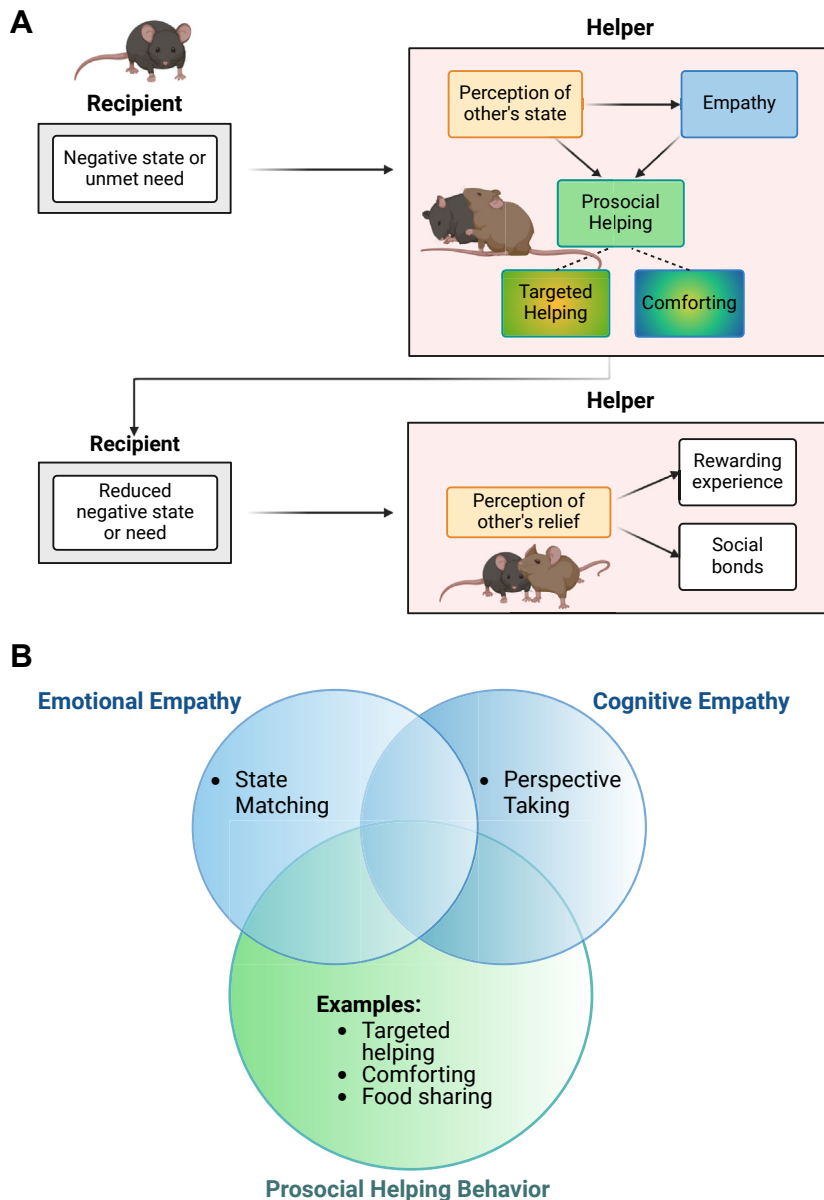 A
Helper
Recipient
Perception of
other's state
Empathy
Negative state or
unmet need
Prosocial
Helping
Targeted
Helping
Comforting
Helper
Recipient
Reduced
negative state
or need
Perception of
other's relief
Rewarding
experience
Social
bonds
B
Emotional Empathy
Cognitive Empathy
• State
Matching
• Perspective
Taking
Examples:
• Targeted
helping
• Comforting
• Food sharing
Prosocial Helping Behavior